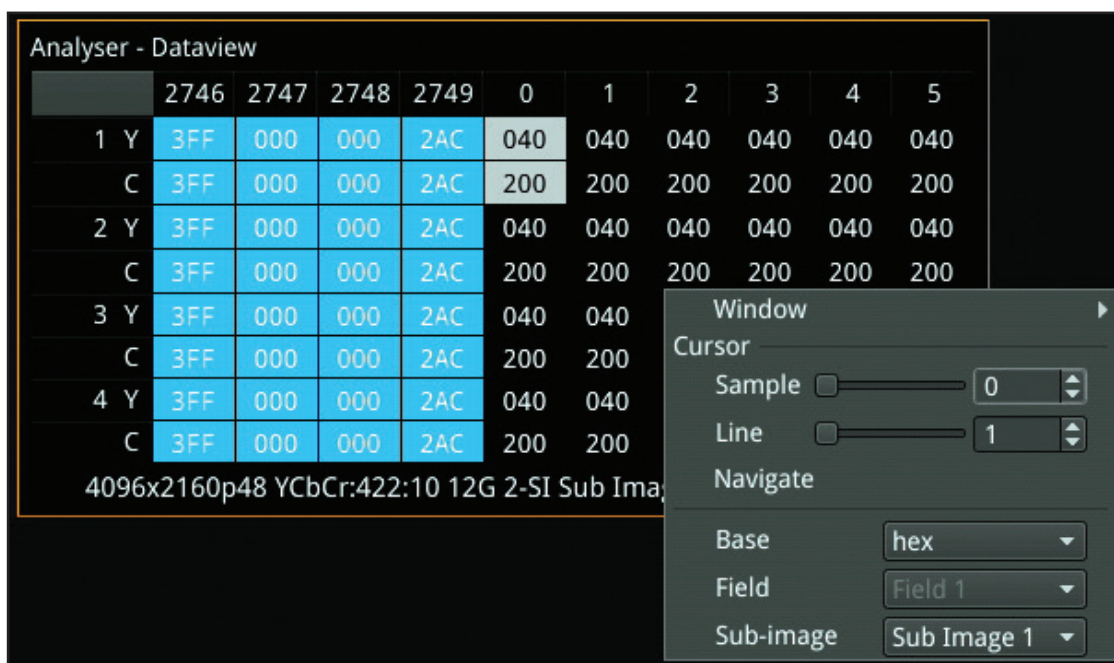 Analyser - Dataview
2746 2747 2748 2749 0 1 2 3 4 5
1 Y 3FF 000 000 2AC 040 040 040 040 040 040
C 3FF 000 000 2AC 200 200 200 200 200 200
2 Y 3FF 000 000 2AC 040 040 040 040 040 040
C 3FF 000 000 2AC 200 200 200 200 200 200
3 Y 3FF 000 000 2AC 040 040
C 3FF 000 000 2AC 200 200
4 Y 3FF 000 000 2AC 040 040
C 3FF 000 000 2AC 200 200
4096x2160p48 YCbCr:422:10 12G 2-SI Sub
Window
Cursor
Sample 0
Line 1
Navigate
Base hex
Field Field 1
Sub-image Sub Image 1